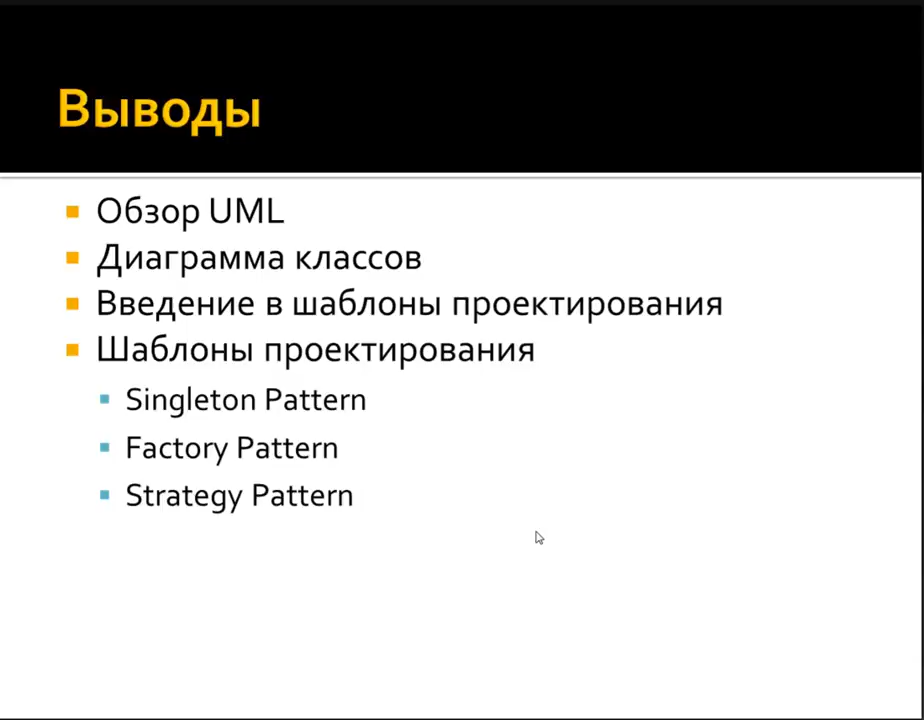 Выводы
Обзор UML
Диаграмма классов
Введение в шаблоны проектирования
Шаблоны проектирования
Singleton Pattern
Factory Pattern
Strategy Pattern